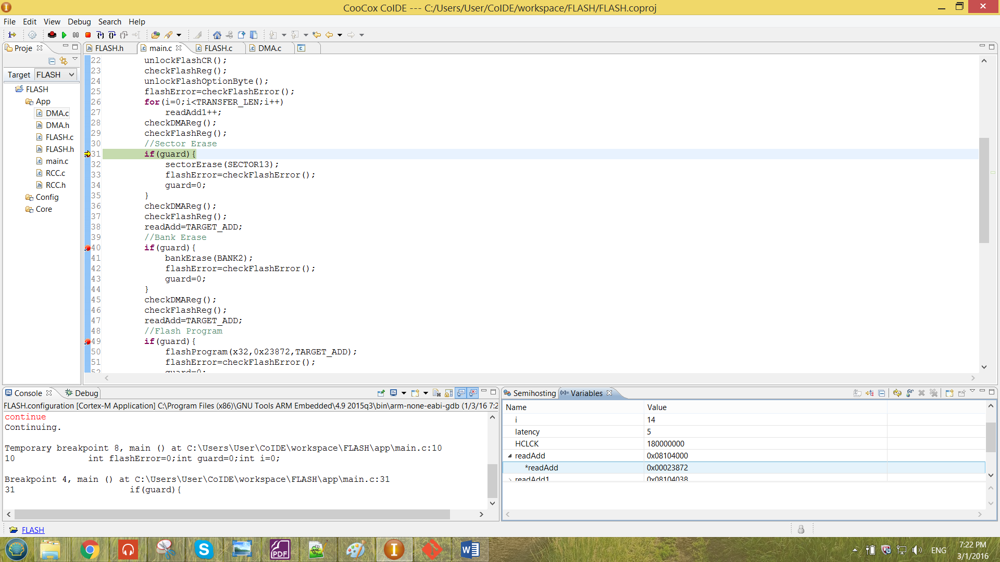 CooCox CoIDE --- C:/Users/User/CoIDE/workspace/FLASH/FLASH.coproj
File Edit View Debug Search Help
Proje
FLASH.h main.c FLASH.c DMA.c
Target FLASH
FLASH
App
DMA.c
DMA.h
FLASH.c
FLASH.h
main.c
RCC.c
RCC.h
Config
Core
22 unlockFlashCR();
23 checkFlashReg();
24 unlockFlashOptionByte();
25 flashError=checkFlashError();
26 for(i=0;i<TRANSFER_LEN;i++)
27 readAdd1++;
28 checkDMAReg();
29 checkFlashReg();
30 //Sector Erase
31 if(guard){
32 sectorErase(SECTOR13);
33 flashError=checkFlashError();
34 guard=0;
35 }
36 checkDMAReg();
37 checkFlashReg();
38 readAdd=TARGET_ADD;
39 //Bank Erase
40 if(guard){
41 bankErase(BANK2);
42 flashError=checkFlashError();
43 guard=0;
44 }
45 checkDMAReg();
46 checkFlashReg();
47 readAdd=TARGET_ADD;
48 //Flash Program
49 if(guard){
50 flashProgram(x32,0x23872,TARGET_ADD);
51 flashError=checkFlashError();
52 guard=0;
Console Debug
FLASH.configuration [Cortex-M Application] C:\Program Files (x86)\GNU Tools ARM Embedded\4.9 2015q3\bin\arm-none-eabi-gdb (1/3/16 7:2
continue
Continuing.
Temporary breakpoint 8, main () at C:\Users\User\CoIDE\workspace\FLASH\app\main.c:10
10 int flashError=0;int guard=0;int i=0;
Breakpoint 4, main () at C:\Users\User\CoIDE\workspace\FLASH\app\main.c:31
31 if(guard){
Semihosting Variables
Name Value
i 14
latency 5
HCLCK 180000000
readAdd 0x08104000
*readAdd 0x00023872
readAdd1 0x08104038
FLASH
ENG
7:22 PM
3/1/2016